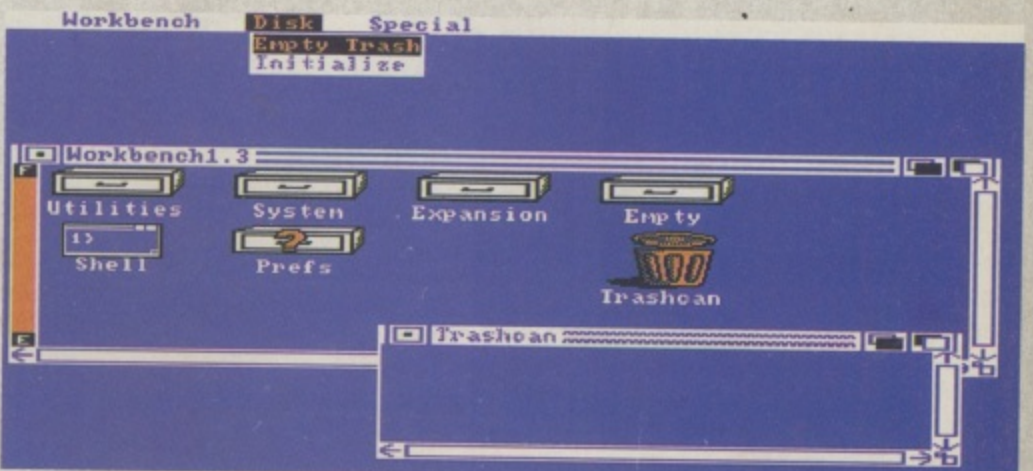 Workbench Disk Special
Empty Trash
Initialize
Workbench1.3
F
Utilities System Expansion Empty
1>
Shell Prefs
?
Trashcan
E
Trashcan